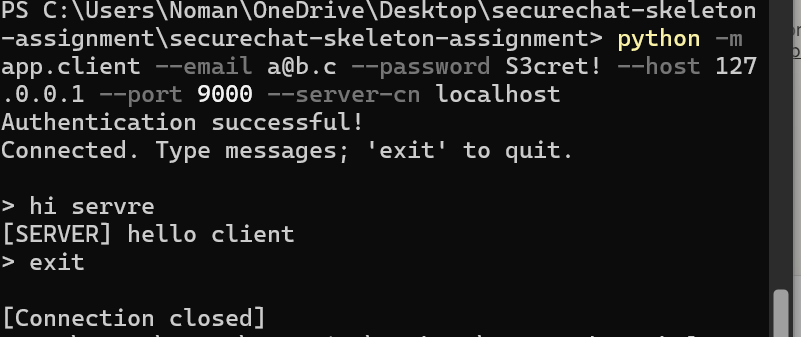 PS C:\Users\Noman\OneDrive\Desktop\securechat-skeleton
-assignment\securechat-skeleton-assignment> python -m
app.client --email a@b.c --password S3cret! --host 127
.0.0.1 --port 9000 --server-cn localhost
Authentication successful!
Connected. Type messages; 'exit' to quit.
> hi servre
[SERVER] hello client
> exit
[Connection closed]